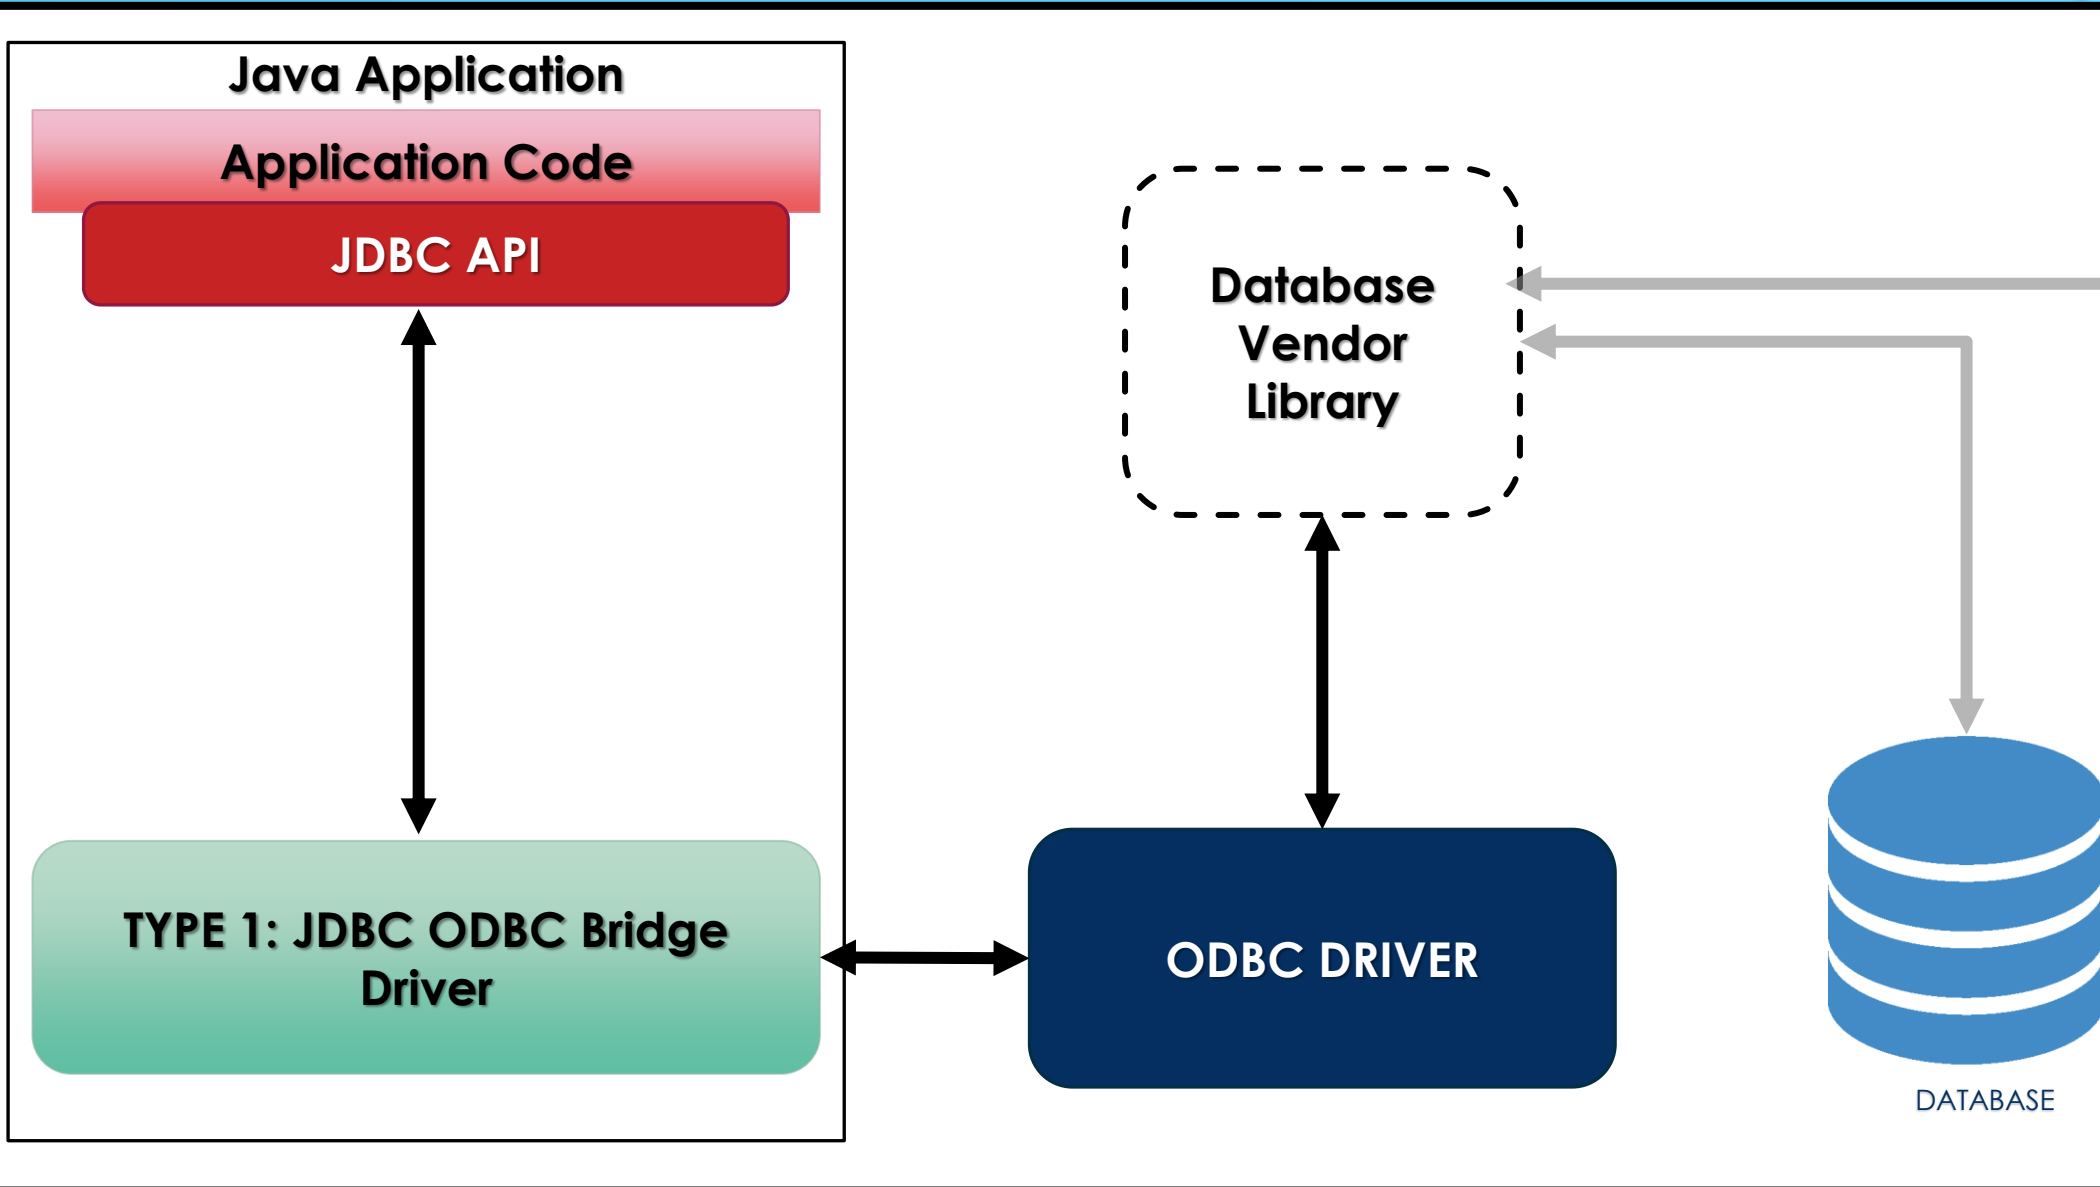 Java Application
Application Code
JDBC API
Database
Vendor
Library
TYPE 1: JDBC ODBC Bridge
Driver
ODBC DRIVER
DATABASE